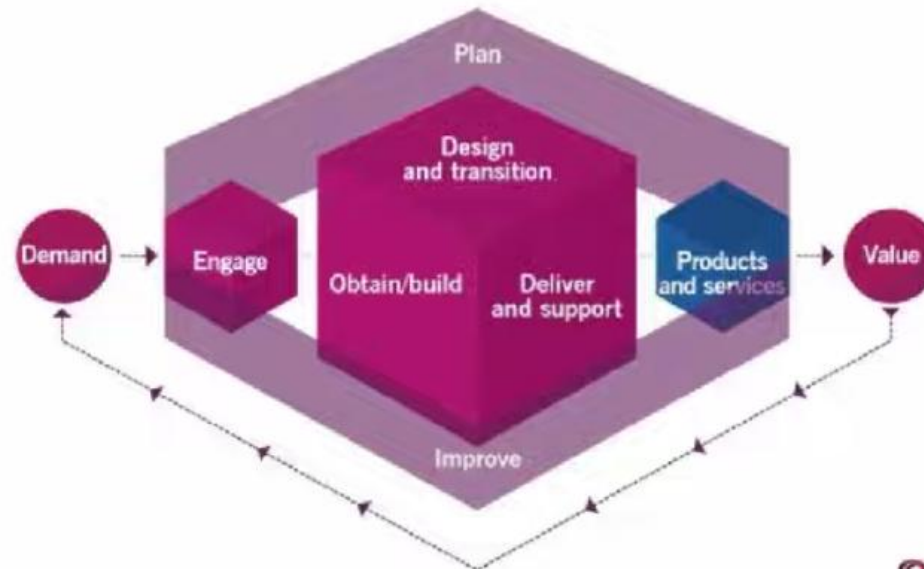 Plan
Design
and transition
Demand
Engage
Obtain/build
Deliver
and support
Products
and services
Value
Improve